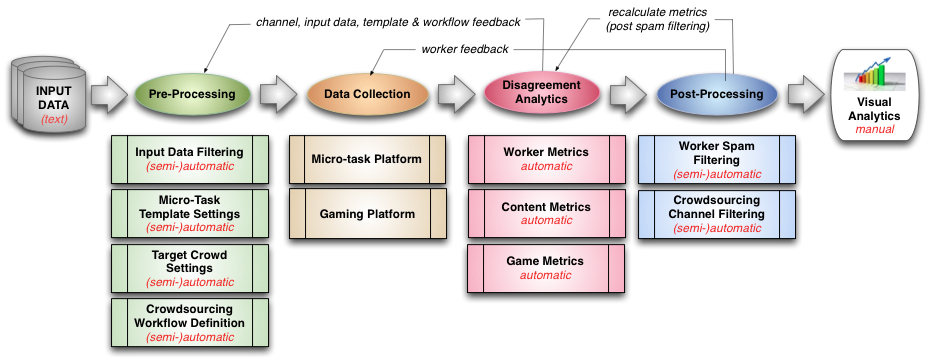 channel, input data, template & workflow feedback
recalculate metrics
(post spam filtering)
worker feedback
INPUT
DATA
(text)
Pre-Processing
Data Collection
Disagreement
Analytics
Post-Processing
Visual
Analytics
manual
Input Data Filtering
(semi-)automatic
Micro-Task
Template Settings
(semi-)automatic
Target Crowd
Settings
(semi-)automatic
Crowdsourcing
Workflow Definition
(semi-)automatic
Micro-task Platform
Gaming Platform
Worker Metrics
automatic
Content Metrics
automatic
Game Metrics
automatic
Worker Spam
Filtering
(semi-)automatic
Crowdsourcing
Channel Filtering
(semi-)automatic